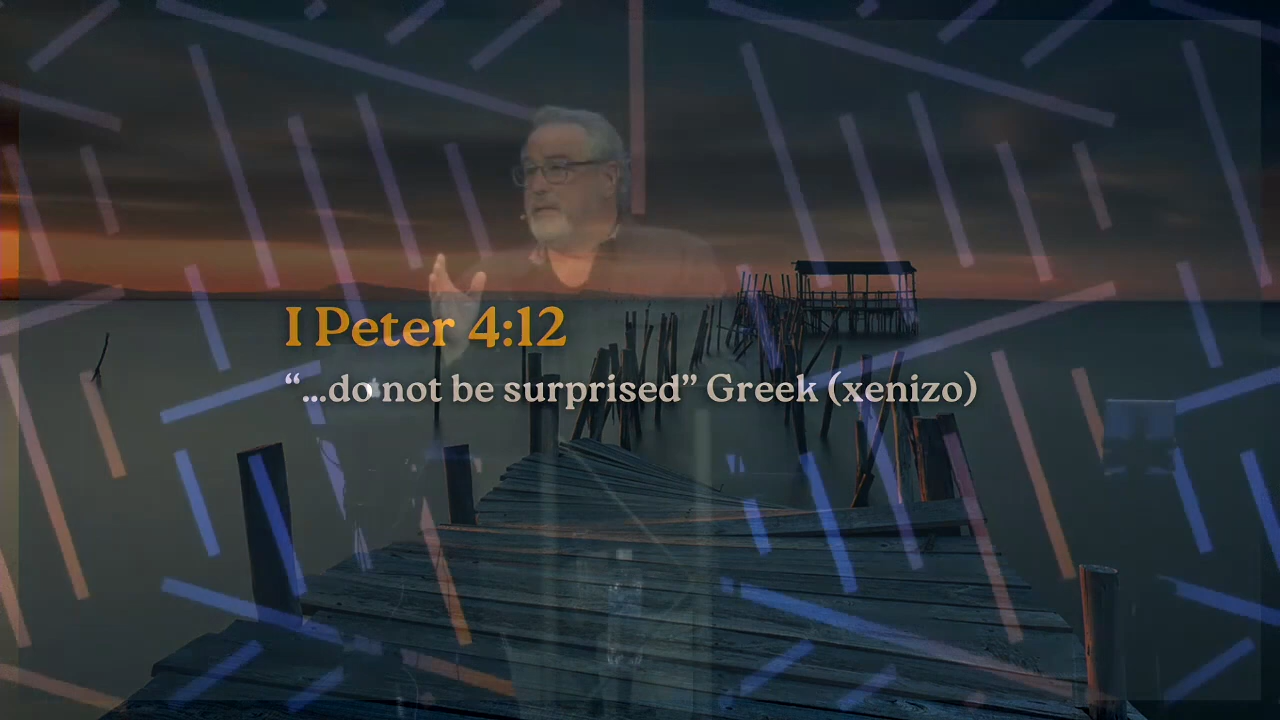 I Peter 4:12
“...do not be surprised” Greek (xenizo)